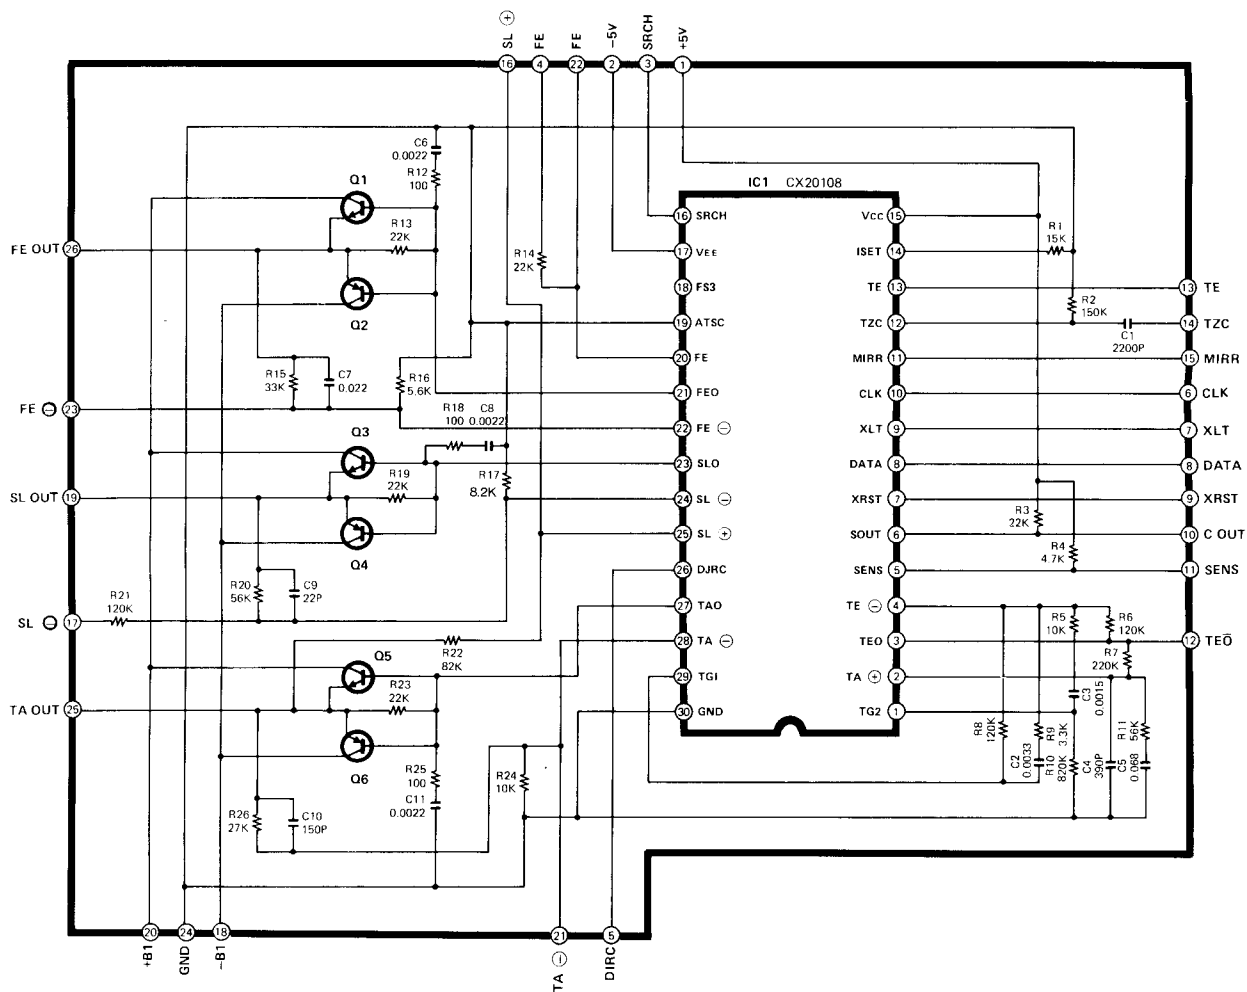 SL ⊕
FE
FE
−5V
SRCH
+5V
16
4
22
2
3
1
IC1 CX20108
C6
0.0022
R12
100
Q1
R13
22K
FE OUT
26
Q2
R14
22K
R15
33K
C7
0.022
R16
5.6K
FE ⊖
23
R18
100
C8
0.0022
Q3
R19
22K
R17
8.2K
SL OUT
19
Q4
R20
56K
C9
22P
R21
120K
SL ⊖
17
R22
82K
Q5
R23
22K
TA OUT
25
Q6
R25
100
C11
0.0022
R24
10K
R26
27K
C10
150P
16 SRCH
17 VEE
18 FS3
19 ATSC
20 FE
21 FEO
22 FE ⊖
23 SLO
24 SL ⊖
25 SL ⊕
26 DJRC
27 TAO
28 TA ⊖
29 TGI
30 GND
VCC 15
ISET 14
TE 13
TZC 12
MIRR 11
CLK 10
XLT 9
DATA 8
XRST 7
SOUT 6
SENS 5
TE ⊖ 4
TEO 3
TA ⊕ 2
TG2 1
R1
15K
R2
150K
C1
2200P
R3
22K
R4
4.7K
R5
10K
R6
120K
R7
220K
C3
0.0015
R8
120K
R9
3.3K
C2
0.0033
R10
820K
C4
390P
C5
0.068
R11
56K
13 TE
14 TZC
15 MIRR
6 CLK
7 XLT
8 DATA
9 XRST
10 C OUT
11 SENS
12 TEO̅
20
24
18
21
5
+B1
GND
−B1
TA ⊖
DIRC